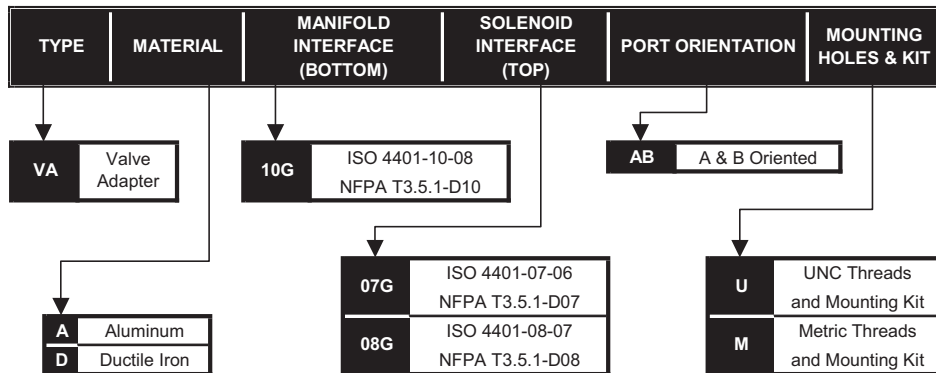 TYPE
MATERIAL
MANIFOLD
INTERFACE
(BOTTOM)
SOLENOID
INTERFACE
(TOP)
PORT ORIENTATION
MOUNTING
HOLES & KIT
VA
Valve
Adapter
10G
ISO 4401-10-08
NFPA T3.5.1-D10
AB
A & B Oriented
A
Aluminum
D
Ductile Iron
07G
ISO 4401-07-06
NFPA T3.5.1-D07
08G
ISO 4401-08-07
NFPA T3.5.1-D08
U
UNC Threads
and Mounting Kit
M
Metric Threads
and Mounting Kit